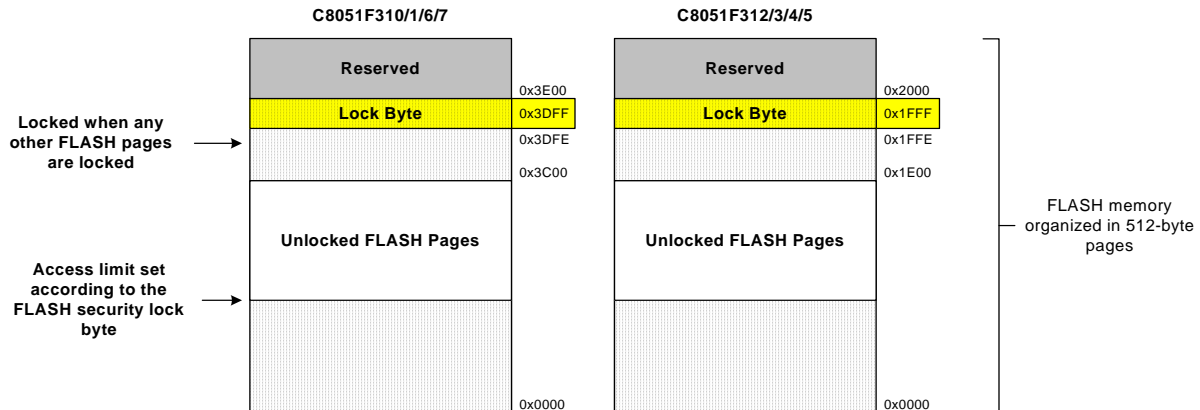 C8051F310/1/6/7
C8051F312/3/4/5
Reserved
0x3E00
Lock Byte
0x3DFF
0x3DFE
0x3C00
Unlocked FLASH Pages
0x0000
Locked when any
other FLASH pages
are locked
Access limit set
according to the
FLASH security lock
byte
Reserved
0x2000
Lock Byte
0x1FFF
0x1FFE
0x1E00
Unlocked FLASH Pages
0x0000
FLASH memory
organized in 512-byte
pages